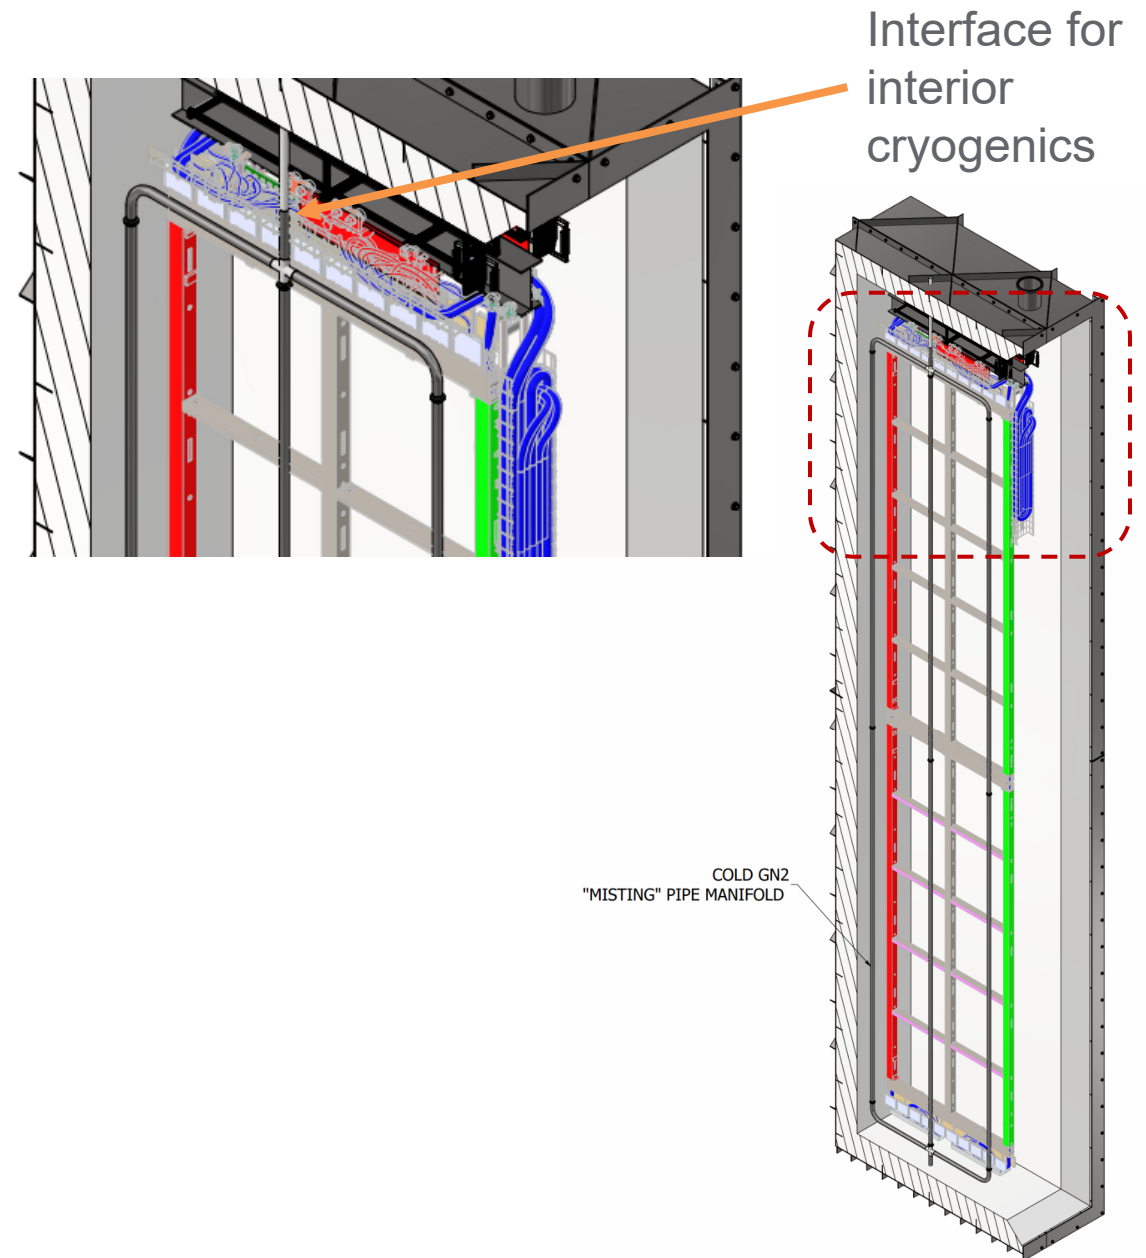 Interface for
interior
cryogenics
COLD GN2
"MISTING" PIPE MANIFOLD